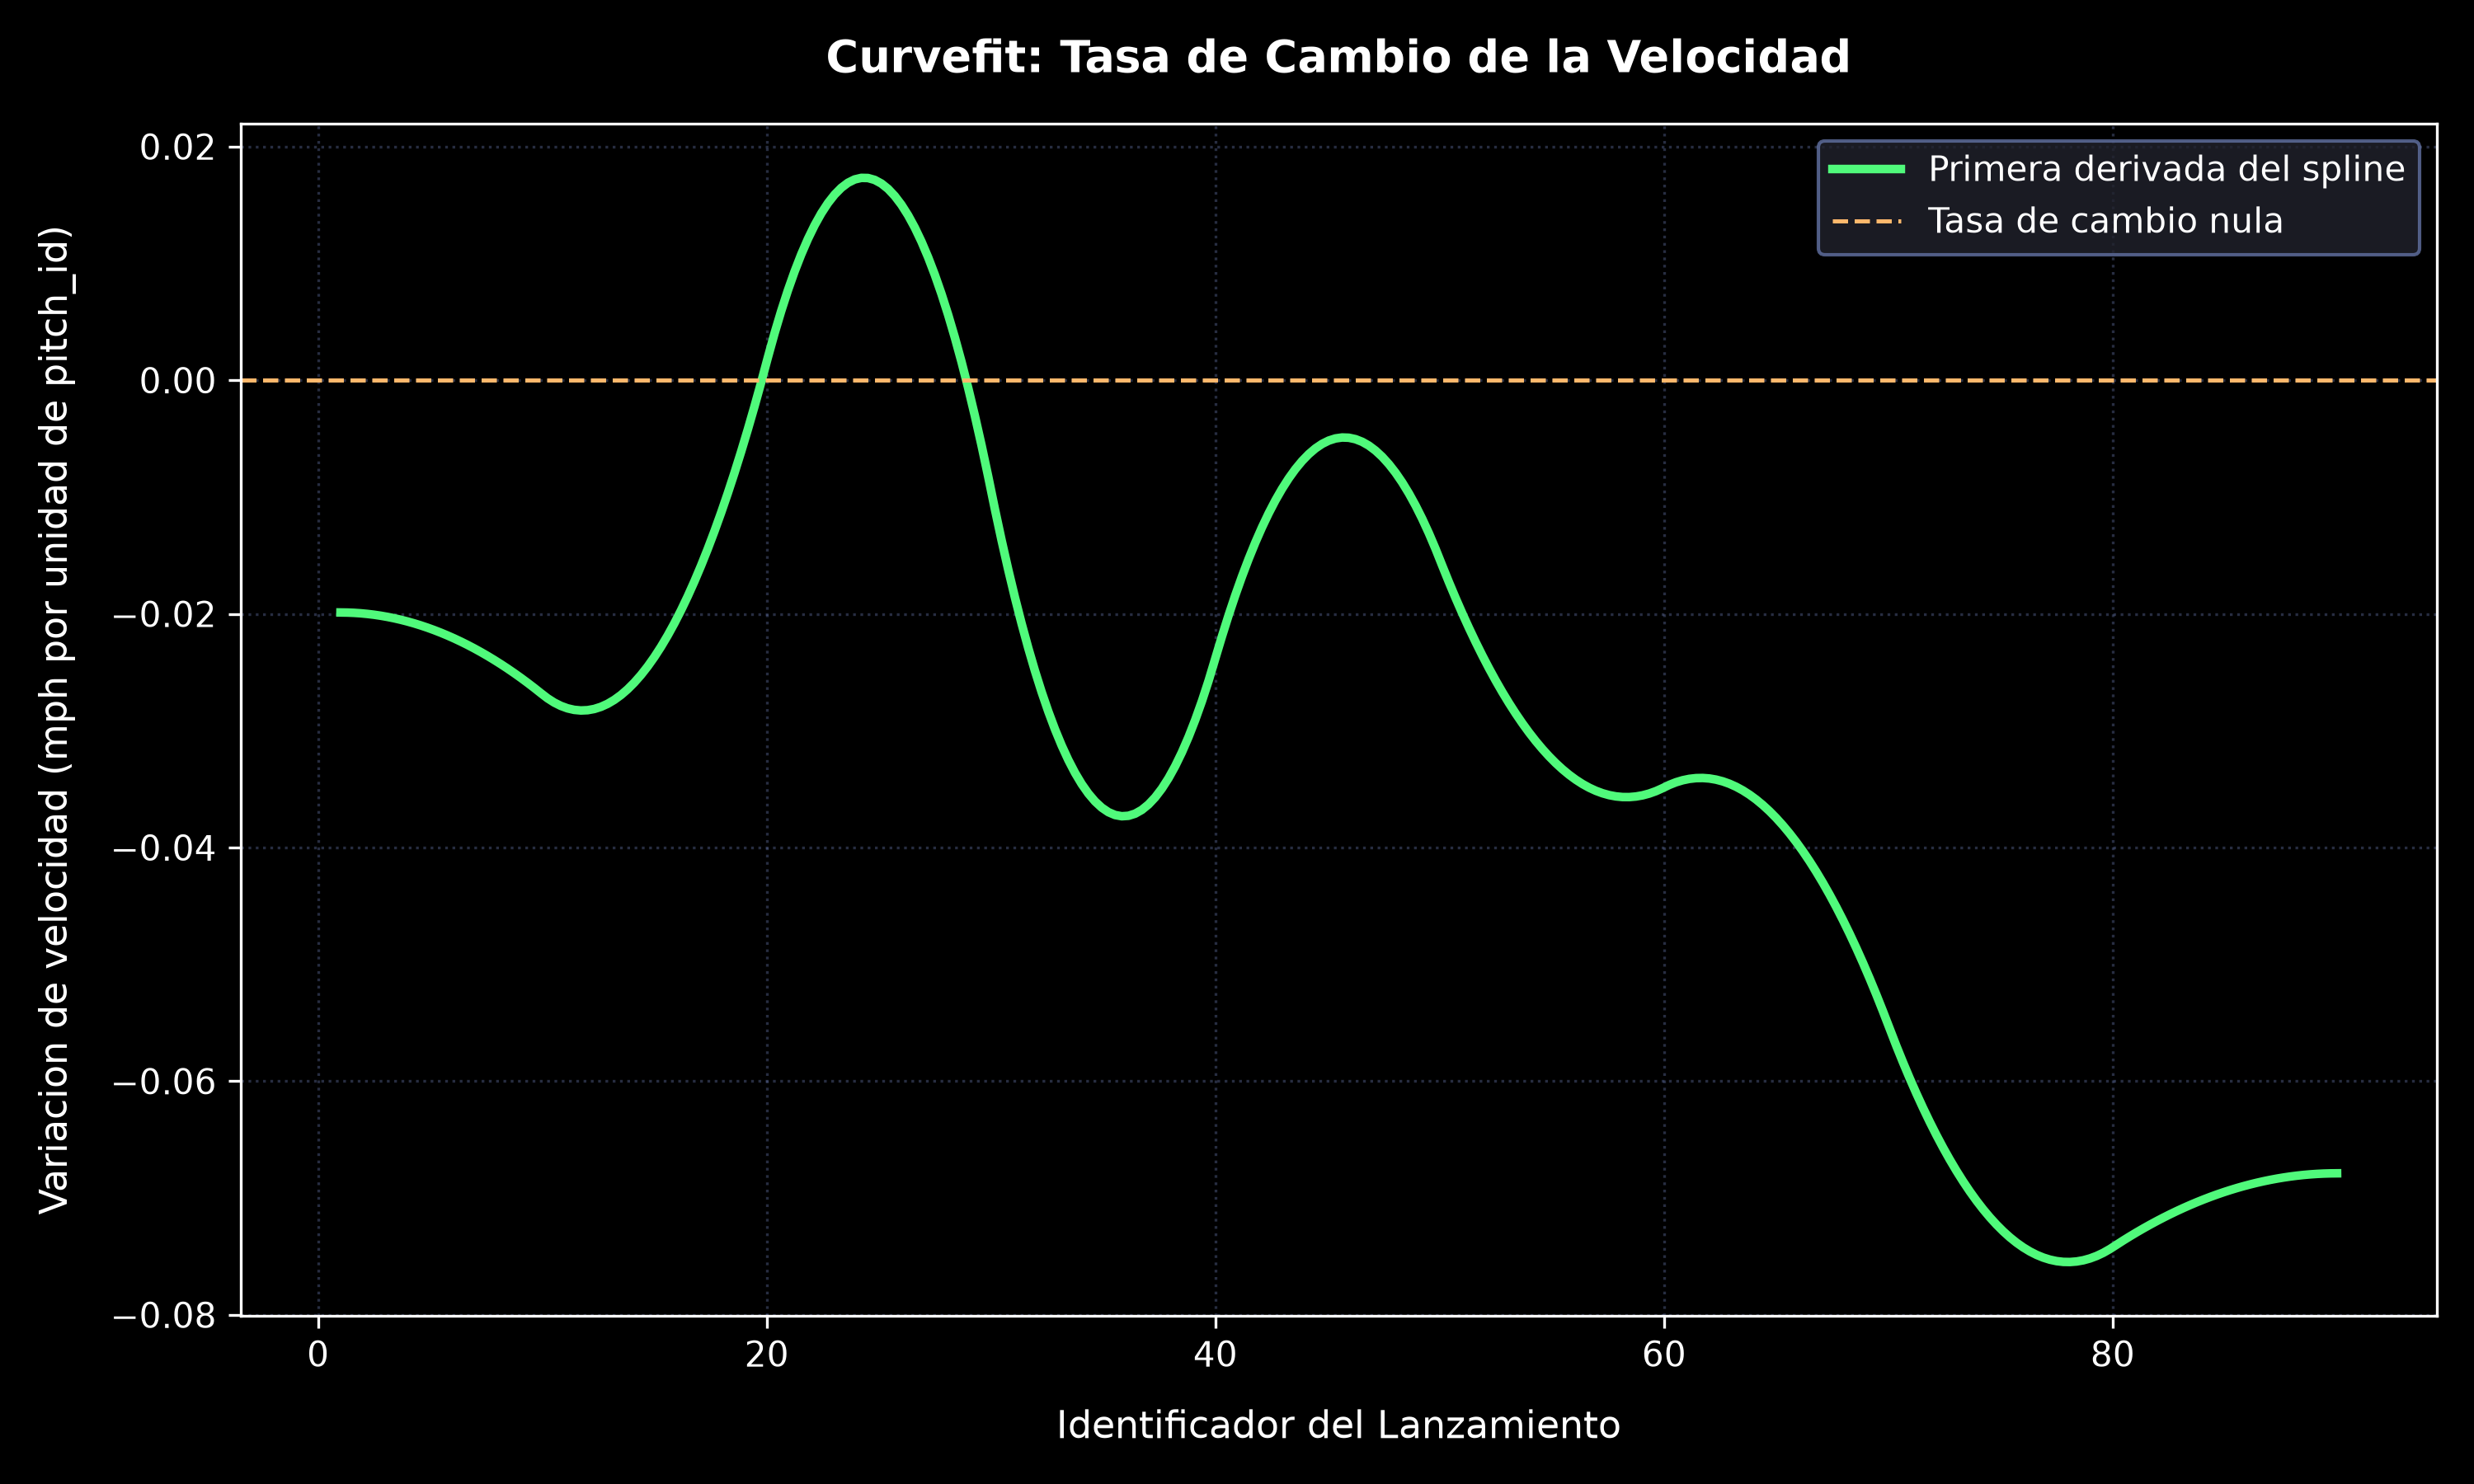 Curvefit: Tasa de Cambio de la Velocidad
Primera derivada del spline
Tasa de cambio nula
Variacion de velocidad (mph por unidad de pitch_id)
0.02
0.00
−0.02
−0.04
−0.06
−0.08
0 20 40 60 80
Identificador del Lanzamiento